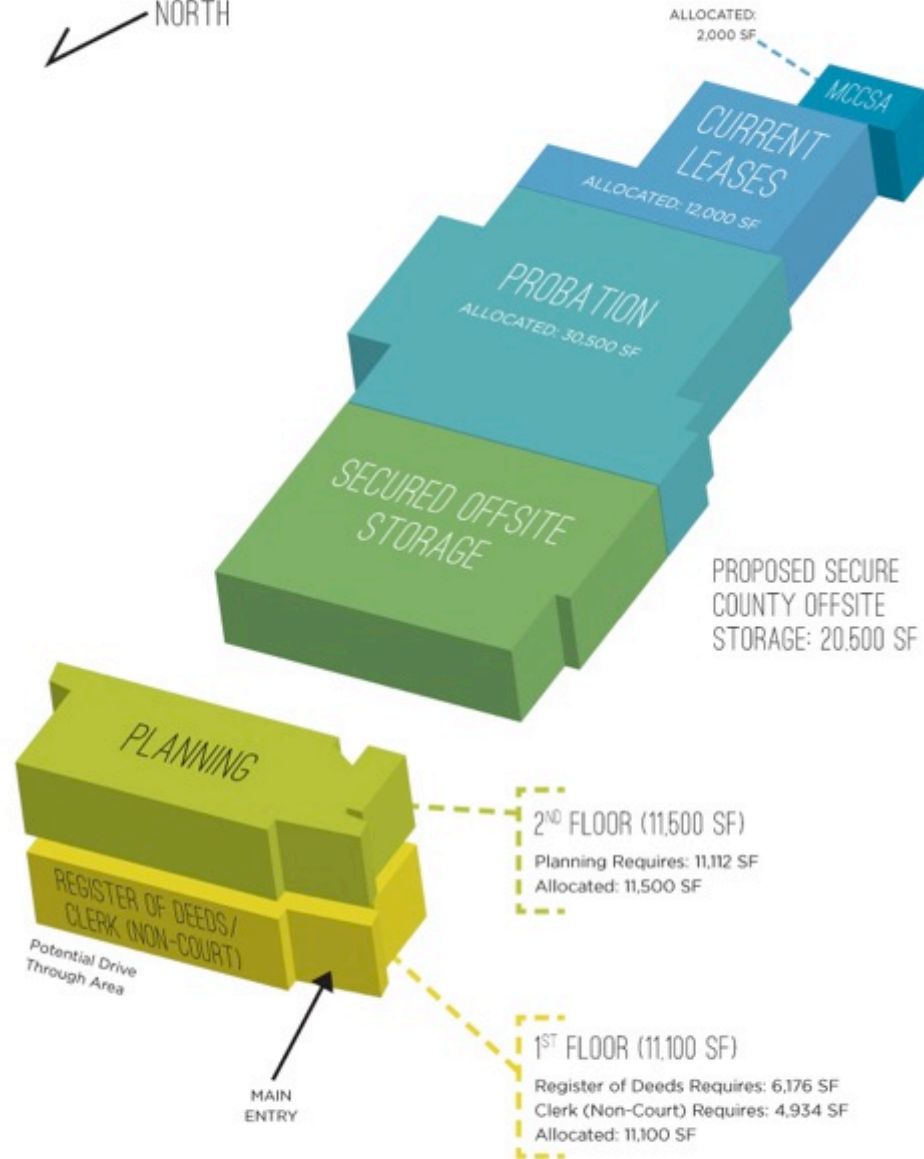 NORTH
ALLOCATED:
2,000 SF
MCCSA
CURRENT
LEASES
ALLOCATED: 12,000 SF
PROBATION
ALLOCATED: 30,500 SF
SECURED OFFSITE
STORAGE
PROPOSED SECURE
COUNTY OFFSITE
STORAGE: 20,500 SF
PLANNING
2ND FLOOR (11,500 SF)
Planning Requires: 11,112 SF
Allocated: 11,500 SF
REGISTER OF DEEDS/
CLERK (NON-COURT)
Potential Drive
Through Area
MAIN
ENTRY
1ST FLOOR (11,100 SF)
Register of Deeds Requires: 6,176 SF
Clerk (Non-Court) Requires: 4,934 SF
Allocated: 11,100 SF